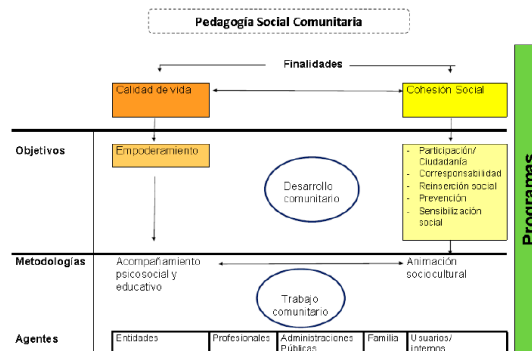 Pedagogía Social Comunitaria
Finalidades
Calidad de vida
Cohesión Social
Objetivos
Empoderamiento
- Participación/
Ciudadanía
- Corresponsabilidad
- Reinserción social
- Prevención
- Sensibilización
social
Desarrollo
comunitario
Programas
Metodologías
Acompañamiento
psicosocial y
educativo
Animación
sociocultural
Trabajo
comunitario
Agentes
Entidades
Profesionales
Administraciones
Públicas
Familia
Usuarios/
internos